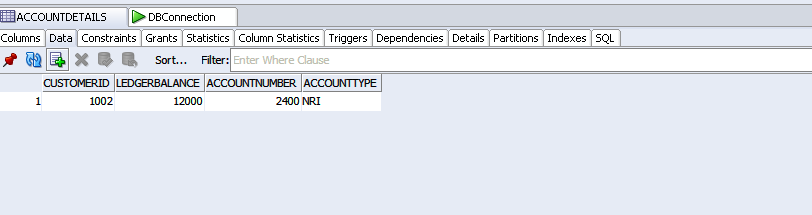 ACCOUNTDETAILS DBConnection
Columns Data Constraints Grants Statistics Column Statistics Triggers Dependencies Details Partitions Indexes SQL
Sort... Filter: Enter Where Clause
CUSTOMERID LEDGERBALANCE ACCOUNTNUMBER ACCOUNTTYPE
1 1002 12000 2400 NRI